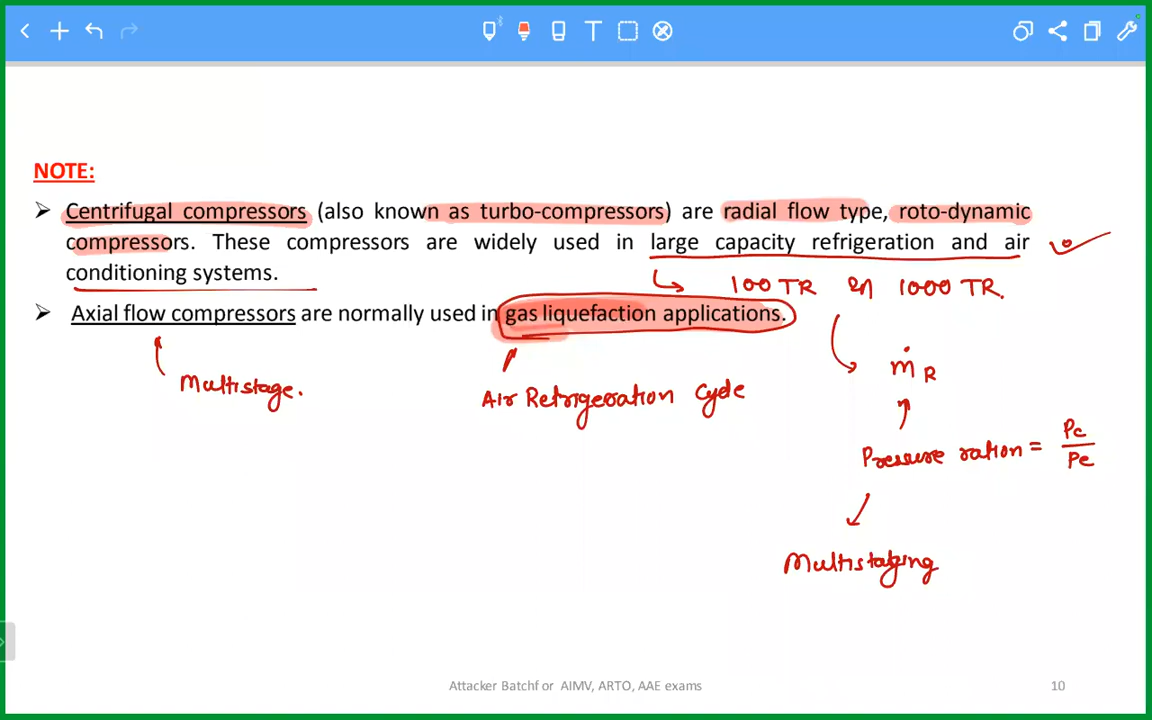 NOTE:
➢ Centrifugal compressors (also known as turbo-compressors) are radial flow type, roto-dynamic
compressors. These compressors are widely used in large capacity refrigeration and air
conditioning systems.
100 TR 1000 TR.
➢ Axial flow compressors are normally used in gas liquefaction applications.
ṁR
Multistage.
Air Refrigeration Cycle
Pressure ration = Pc/Pe
Multistaging
Attacker Batchf or AIMV, ARTO, AAE exams
10